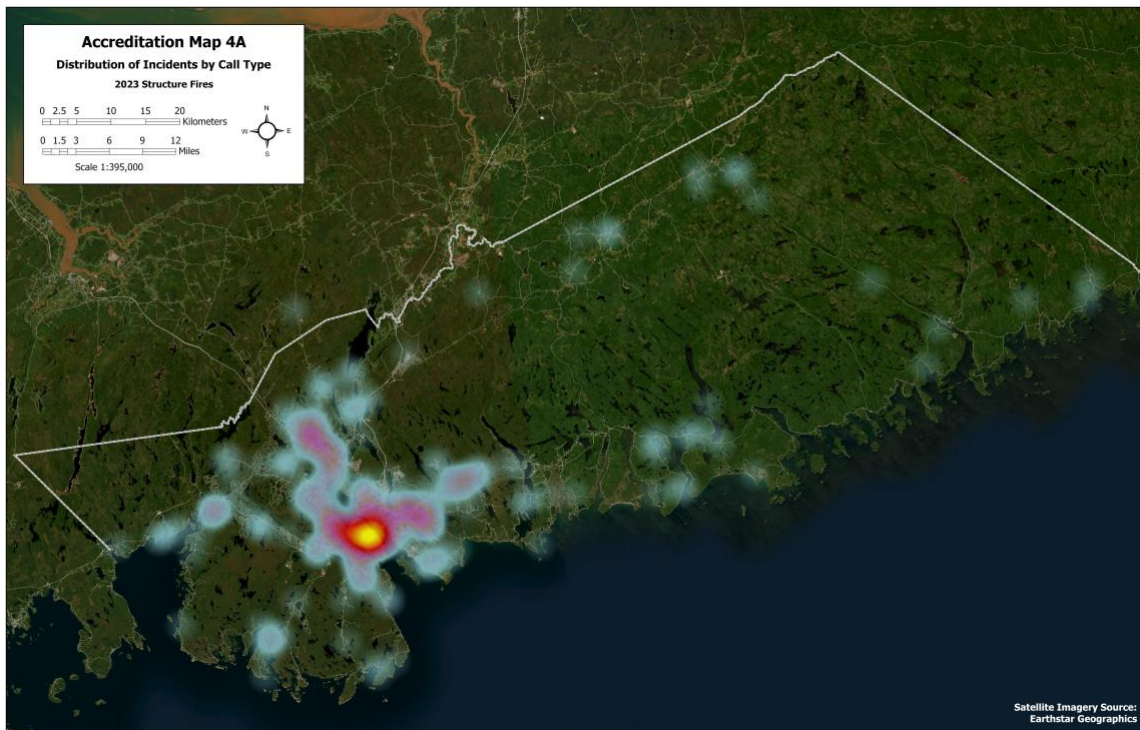 Accreditation Map 4A
Distribution of Incidents by Call Type
2023 Structure Fires
0 2.5 5 10 15 20
Kilometers
0 1.5 3 6 9 12
Miles
Scale 1:395,000
N
W E
S
Satellite Imagery Source:
Earthstar Geographics